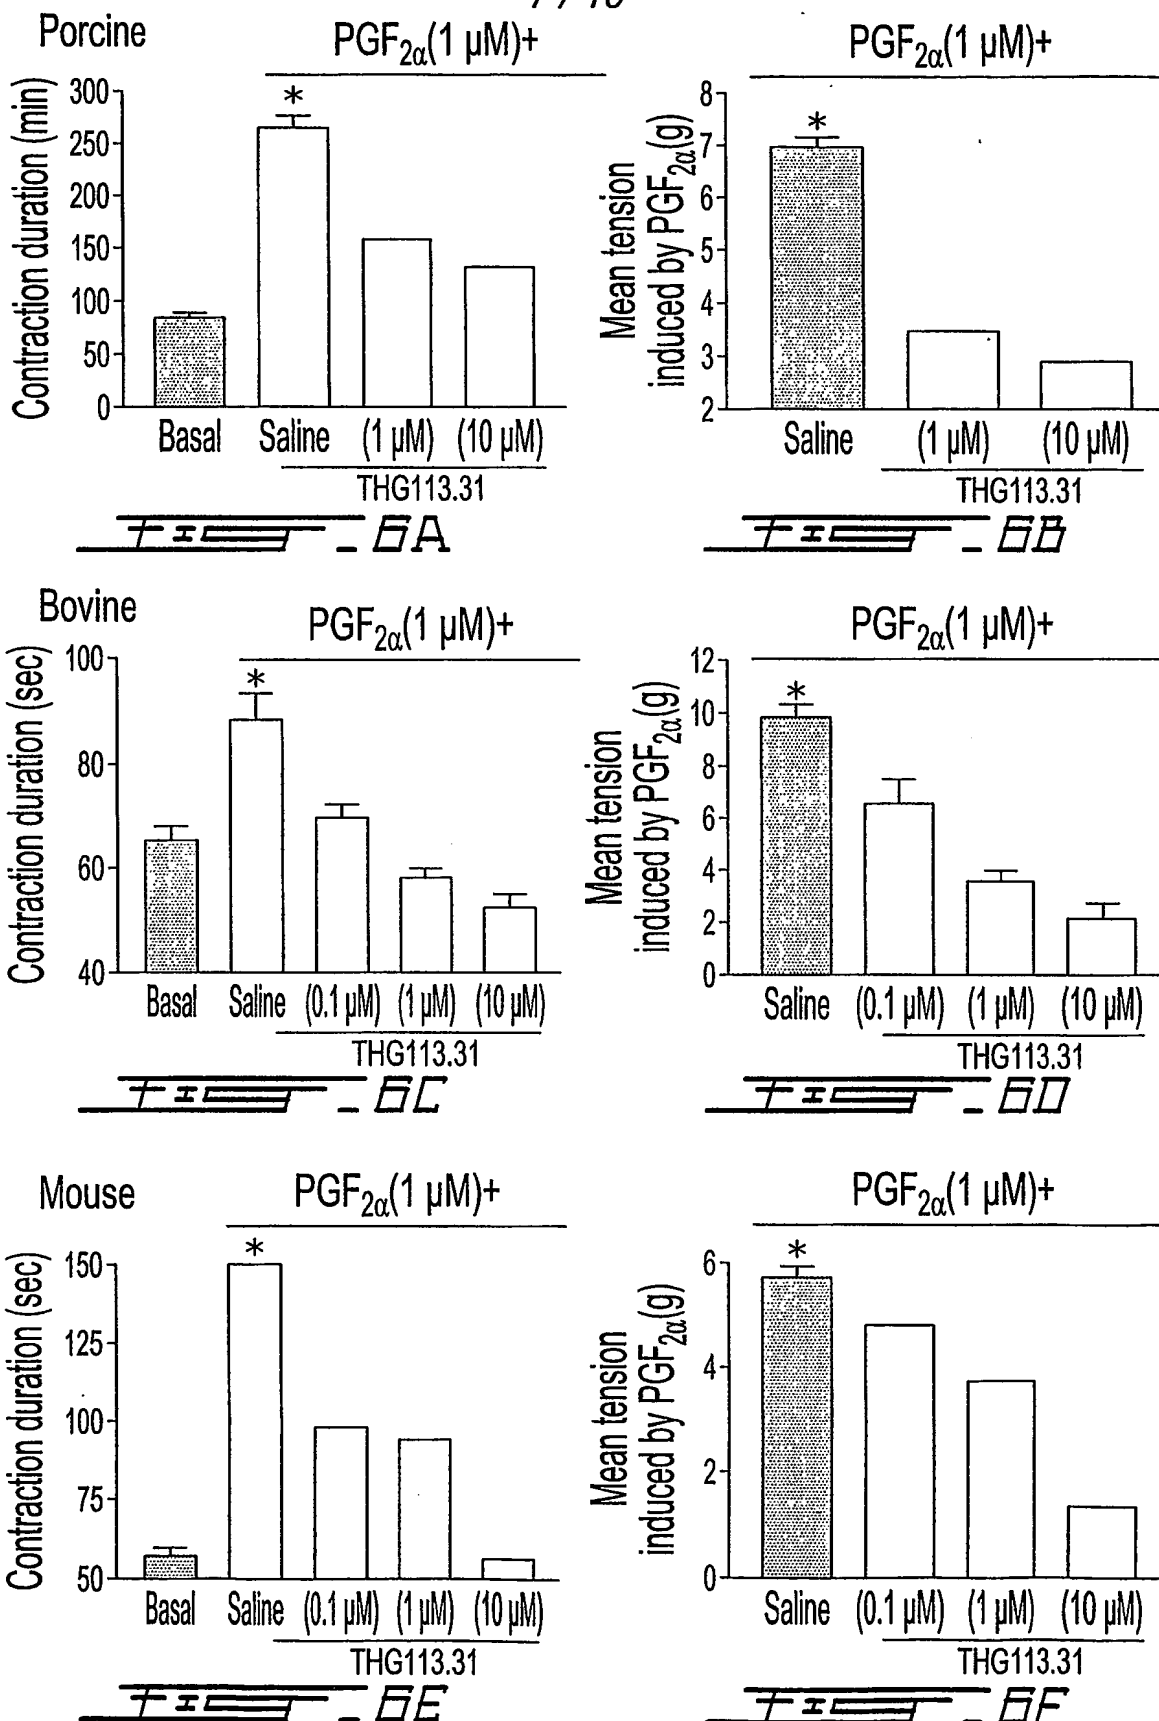 Porcine
PGF2α(1 μM)+
Contraction duration (min)
300
250
200
150
100
50
0
*
Basal
Saline
(1 μM)
(10 μM)
THG113.31
FIG_6A
PGF2α(1 μM)+
Mean tension
induced by PGF2α(g)
8
7
6
5
4
3
2
*
Saline
(1 μM)
(10 μM)
THG113.31
FIG_6B
Bovine
PGF2α(1 μM)+
Contraction duration (sec)
100
80
60
40
*
Basal
Saline
(0.1 μM)
(1 μM)
(10 μM)
THG113.31
FIG_6C
PGF2α(1 μM)+
Mean tension
induced by PGF2α(g)
12
10
8
6
4
2
0
*
Saline
(0.1 μM)
(1 μM)
(10 μM)
THG113.31
FIG_6D
Mouse
PGF2α(1 μM)+
Contraction duration (sec)
150
125
100
75
50
*
Basal
Saline
(0.1 μM)
(1 μM)
(10 μM)
THG113.31
FIG_6E
PGF2α(1 μM)+
Mean tension
induced by PGF2α(g)
6
4
2
0
*
Saline
(0.1 μM)
(1 μM)
(10 μM)
THG113.31
FIG_6F